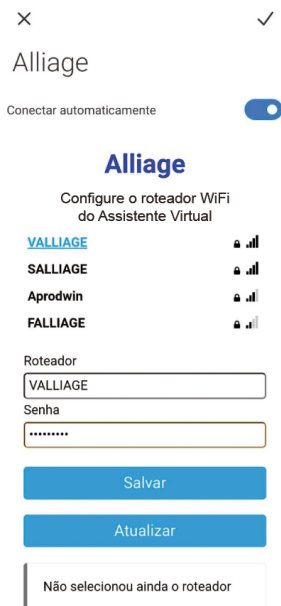 Alliage
Conectar automaticamente
Alliage
Configure o roteador WiFi
do Assistente Virtual
VALLIAGE
SALLIAGE
Aprodwin
FALLIAGE
Roteador
VALLIAGE
Senha
•••••••••
Salvar
Atualizar
Não selecionou ainda o roteador